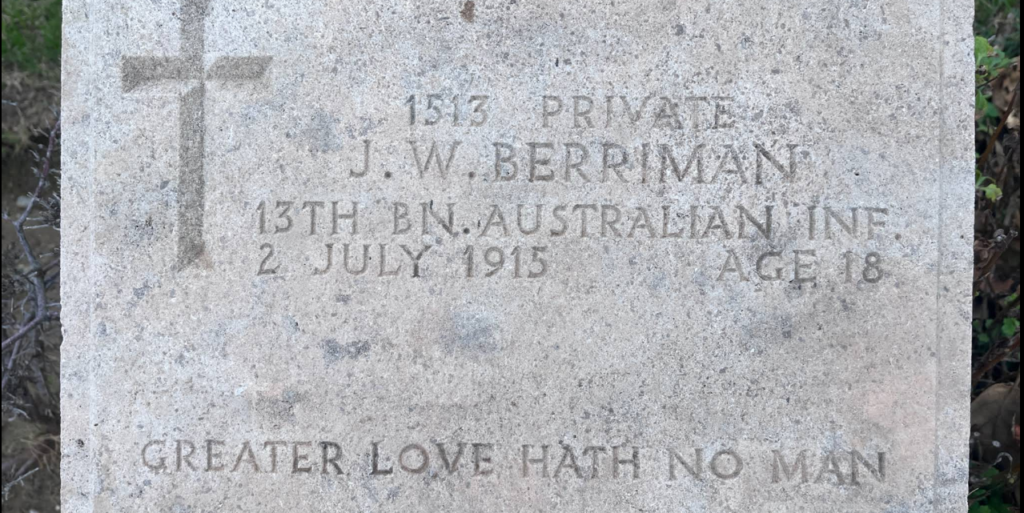 1513 PRIVATE
J. W. BERRIMAN
13TH BN. AUSTRALIAN INF.
2 JULY 1915 AGE 18
GREATER LOVE HATH NO MAN